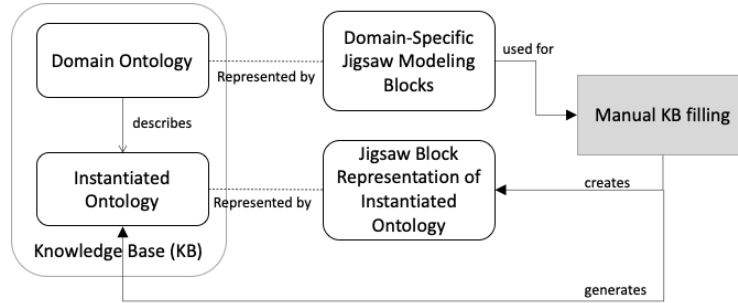 Domain Ontology
Represented by
Domain-Specific
Jigsaw Modeling
Blocks
used for
Manual KB filling
describes
Instantiated
Ontology
Represented by
Jigsaw Block
Representation of
Instantiated
Ontology
creates
Knowledge Base (KB)
generates